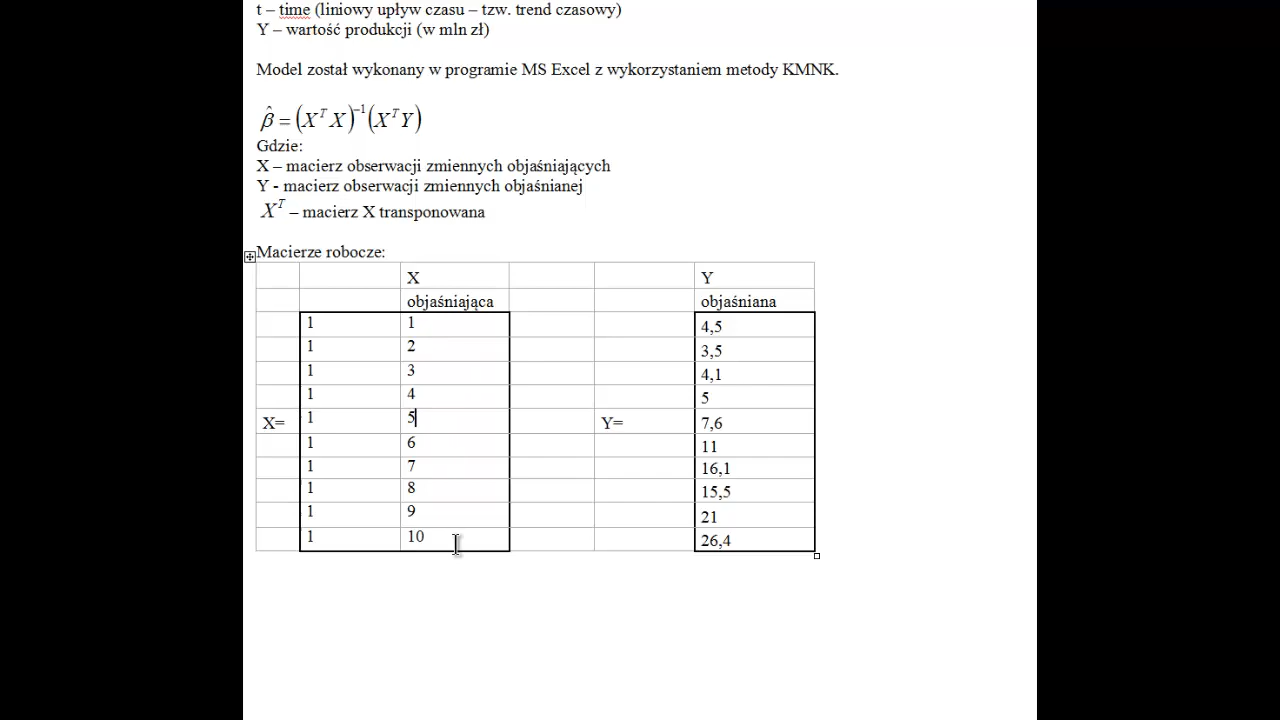 t – time (liniowy upływ czasu – tzw. trend czasowy)
Y – wartość produkcji (w mln zł)
Model został wykonany w programie MS Excel z wykorzystaniem metody KMNK.
β̂ = (X^T X)^–1 (X^T Y)
Gdzie:
X – macierz obserwacji zmiennych objaśniających
Y - macierz obserwacji zmiennych objaśnianej
X^T – macierz X transponowana
Macierze robocze:
X Y
objaśniająca objaśniana
1 1 4,5
1 2 3,5
1 3 4,1
1 4 5
X= 1 5 Y= 7,6
1 6 11
1 7 16,1
1 8 15,5
1 9 21
1 10 26,4